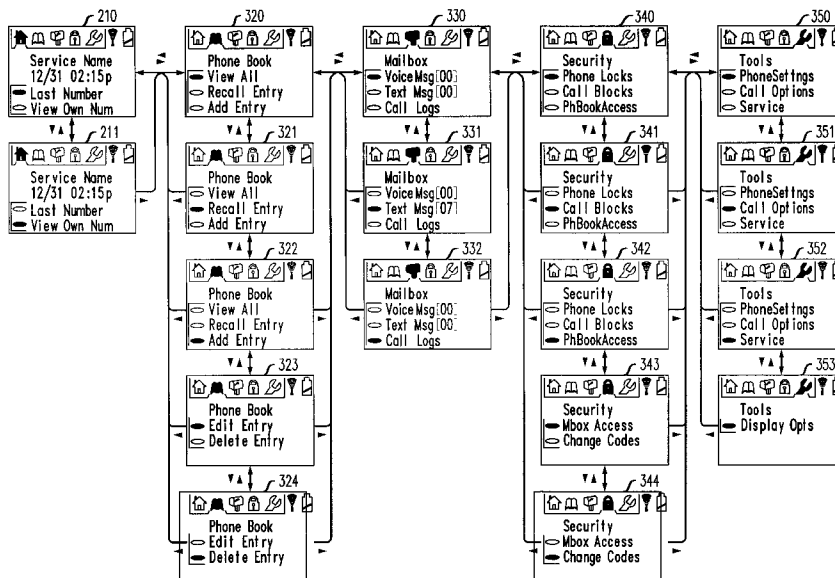 210
Service Name
12/31 02:15p
Last Number
View Own Num
211
Service Name
12/31 02:15p
Last Number
View Own Num
320
Phone Book
View All
Recall Entry
Add Entry
321
Phone Book
View All
Recall Entry
Add Entry
322
Phone Book
View All
Recall Entry
Add Entry
323
Phone Book
Edit Entry
Delete Entry
324
Phone Book
Edit Entry
Delete Entry
330
Mailbox
VoiceMsg[00]
Text Msg[00]
Call Logs
331
Mailbox
VoiceMsg[00]
Text Msg[07]
Call Logs
332
Mailbox
VoiceMsg[00]
Text Msg[00]
Call Logs
340
Security
Phone Locks
Call Blocks
PhBookAccess
341
Security
Phone Locks
Call Blocks
PhBookAccess
342
Security
Phone Locks
Call Blocks
PhBookAccess
343
Security
Mbox Access
Change Codes
344
Security
Mbox Access
Change Codes
350
Tools
PhoneSettngs
Call Options
Service
351
Tools
PhoneSettngs
Call Options
Service
352
Tools
PhoneSettngs
Call Options
Service
353
Tools
Display Opts